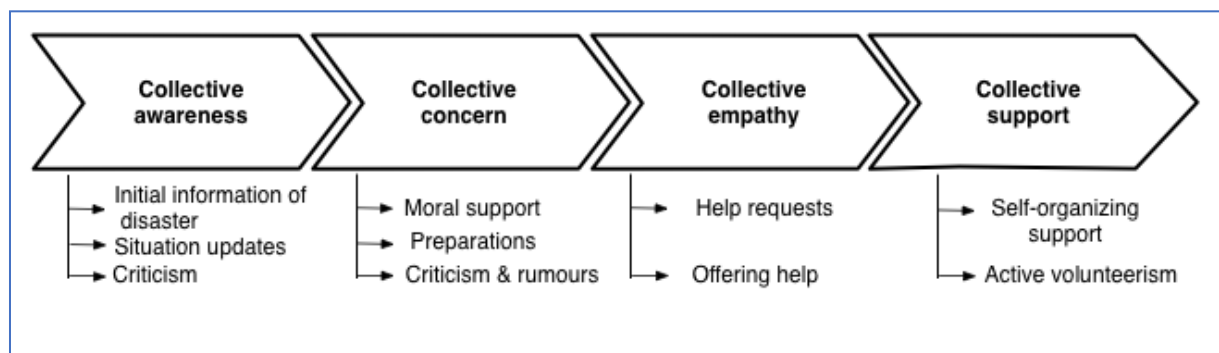 Collective
awareness
Collective
concern
Collective
empathy
Collective
support
Initial information of
disaster
Situation updates
Criticism
Moral support
Preparations
Criticism & rumours
Help requests
Offering help
Self-organizing
support
Active volunteerism